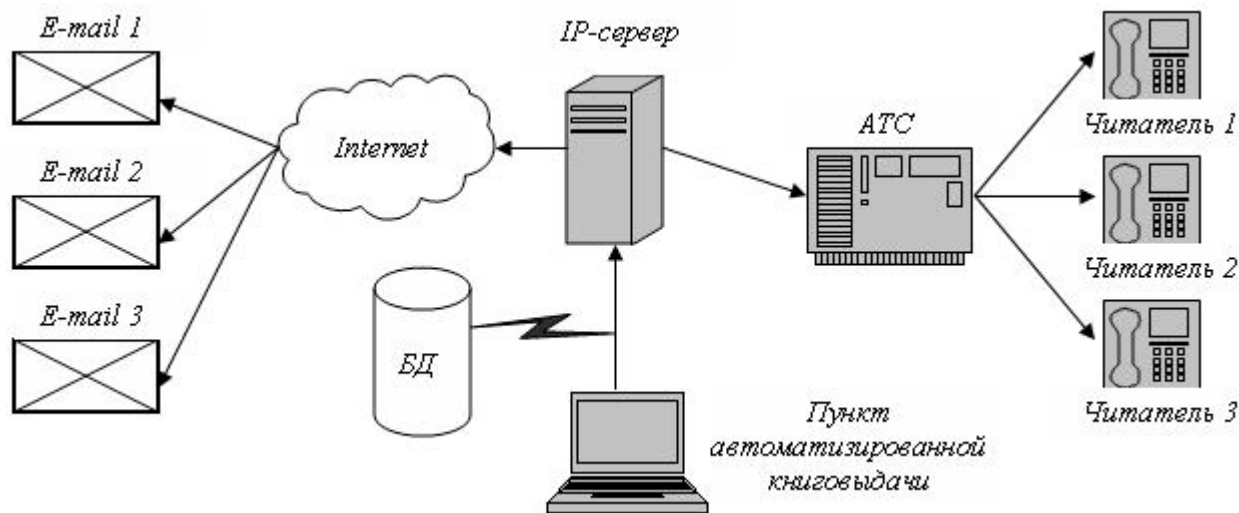 E-mail 1
IP-сервер
АТС
Читатель 1
Internet
E-mail 2
Читатель 2
E-mail 3
БД
Читатель 3
Пункт
автоматизированной
книговыдачи